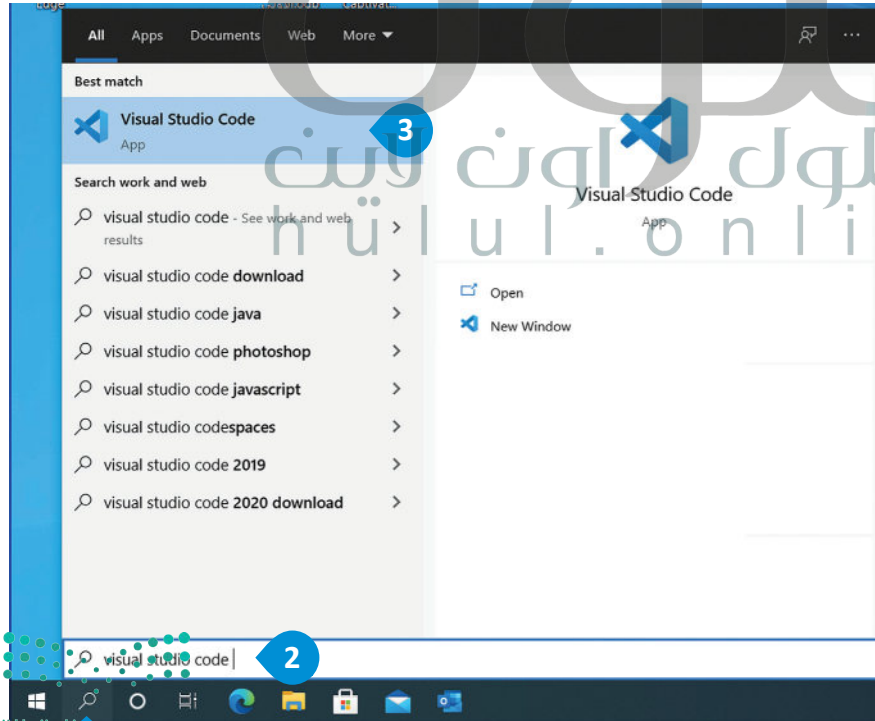 All Apps Documents Web More
Best match
Visual Studio Code
App
3
Search work and web
visual studio code - See work and web
results
visual studio code download
visual studio code java
visual studio code photoshop
visual studio code javascript
visual studio codespaces
visual studio code 2019
visual studio code 2020 download
Visual Studio Code
App
Open
New Window
اون لاين
hülul.onli
visual studio code
2